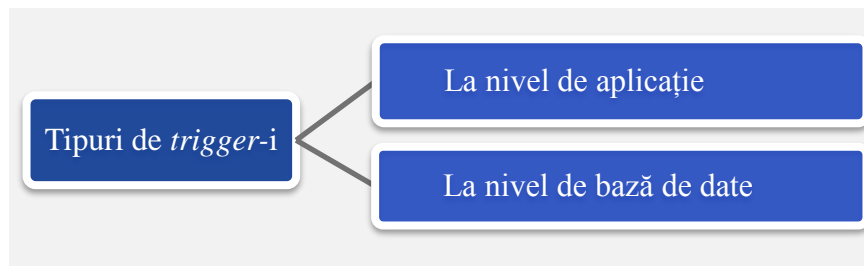 Tipuri de trigger-i
La nivel de aplicație
La nivel de bază de date